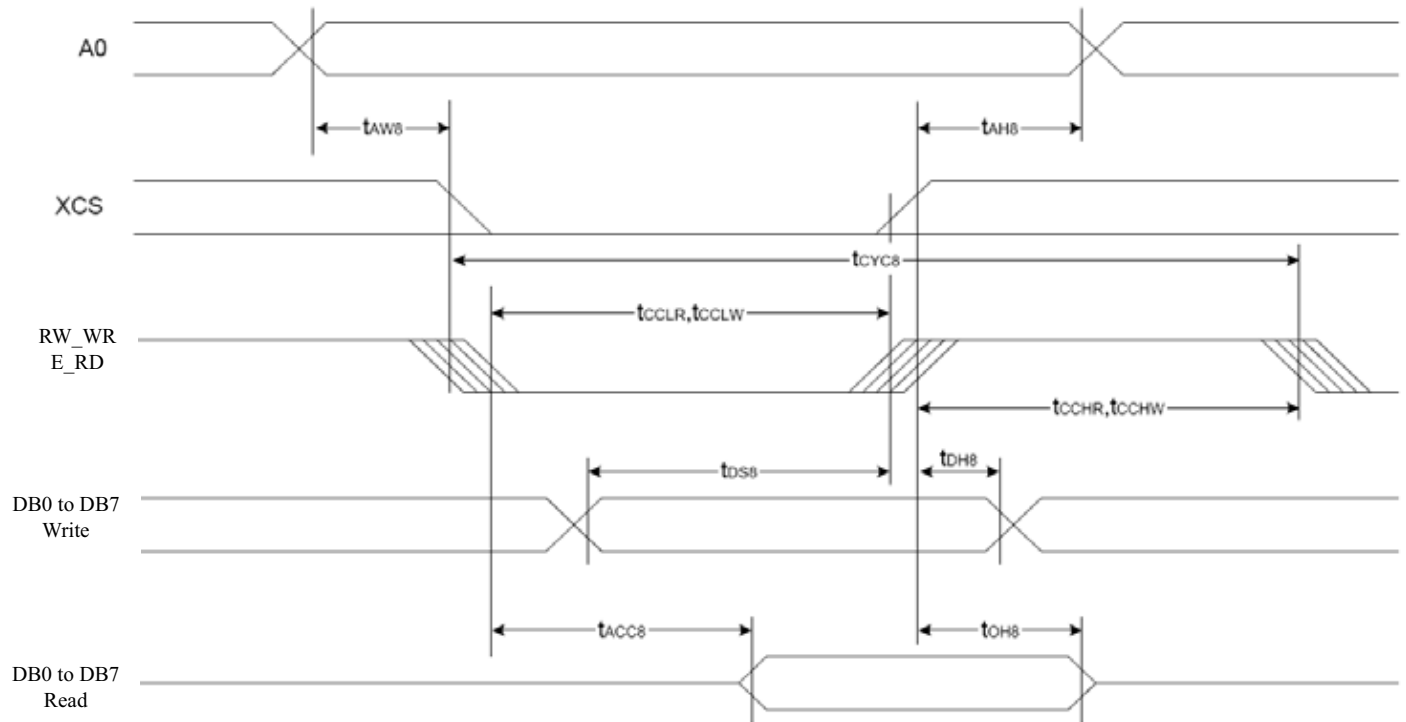 A0
tAW8
tAH8
XCS
tCYC8
tCCLR,tCCLW
RW_WR
E_RD
tCCHR,tCCHW
tDS8
tDH8
DB0 to DB7
Write
tACC8
tOH8
DB0 to DB7
Read